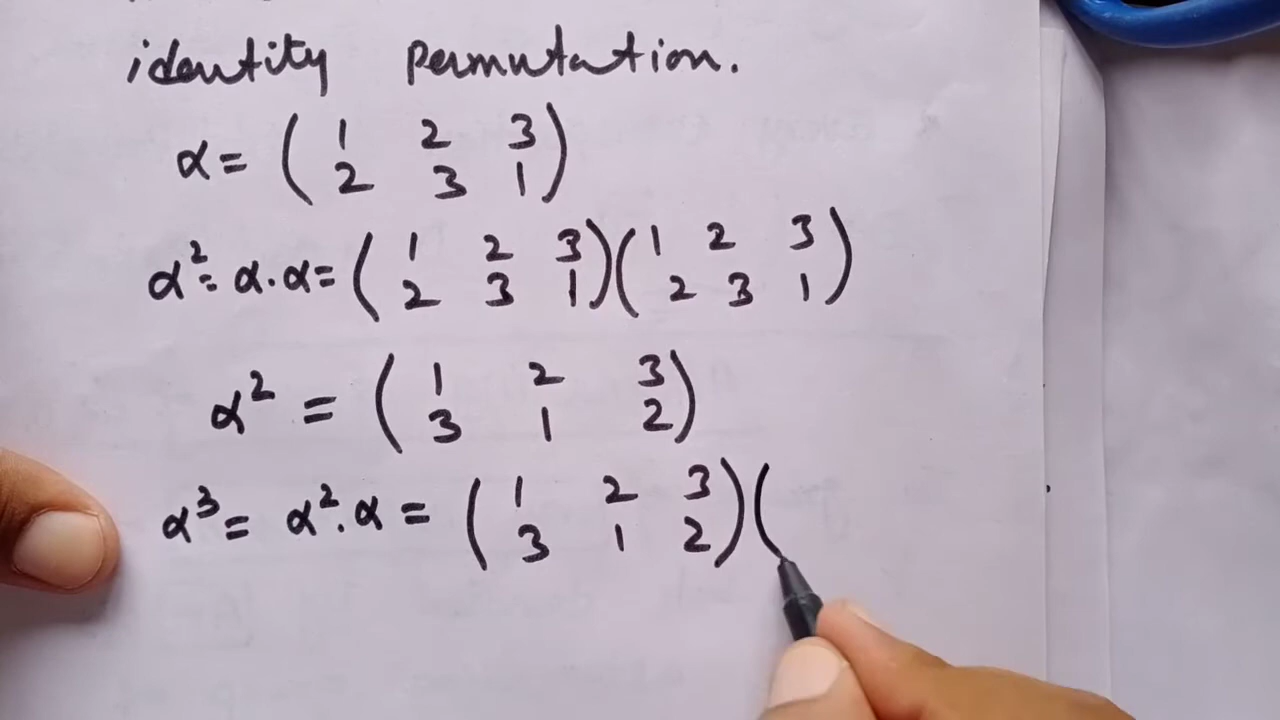 identity permutation.
α = ( 1 2 3
2 3 1 )
α² = α . α = ( 1 2 3
2 3 1 ) ( 1 2 3
2 3 1 )
α² = ( 1 2 3
3 1 2 )
α³ = α² . α = ( 1 2 3
3 1 2 ) (